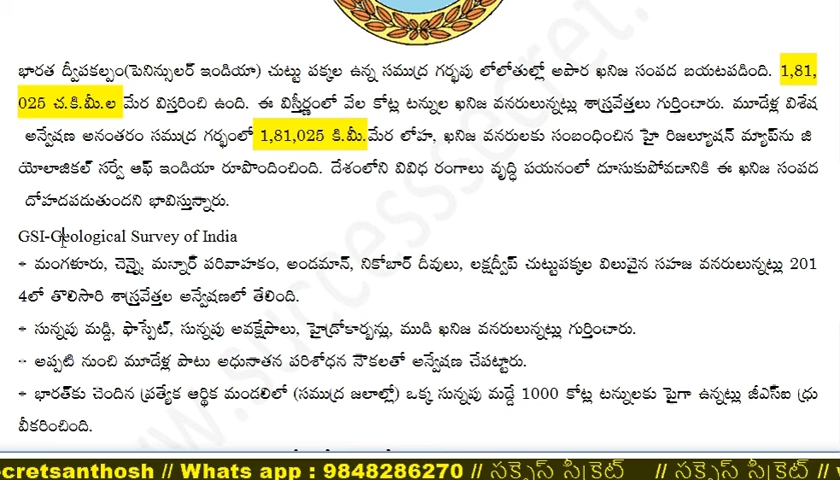 భారత ద్వీపకల్పం(పెనిన్సులర్ ఇండియా) చుట్టు పక్కల ఉన్న సముద్ర గర్భపు లోలోతుల్లో అపార ఖనిజ సంపద బయటపడింది. 1,81,
025 చ.కి.మీ.ల మేర విస్తరించి ఉంది. ఈ విస్తీర్ణంలో వేల కోట్ల టన్నుల ఖనిజ వనరులున్నట్లు శాస్త్రవేత్తలు గుర్తించారు. మూడేళ్ల విశేష
అన్వేషణ అనంతరం సముద్ర గర్భంలో 1,81,025 కి.మీ.మేర లోహ, ఖనిజ వనరులకు సంబంధించిన హై రిజల్యూషన్ మ్యాప్‌ను జి
యోలాజికల్ సర్వే ఆఫ్ ఇండియా రూపొందించింది. దేశంలోని వివిధ రంగాలు వృద్ధి పయనంలో దూసుకుపోవడానికి ఈ ఖనిజ సంపద
దోహదపడుతుందని భావిస్తున్నారు.
GSI-Geological Survey of India
+ మంగళూరు, చెన్నై, మన్నార్ పరివాహకం, అండమాన్, నికోబార్ దీవులు, లక్షద్వీప్ చుట్టుపక్కల విలువైన సహజ వనరులున్నట్లు 201
4లో తొలిసారి శాస్త్రవేత్తల అన్వేషణలో తేలింది.
+ సున్నపు మడ్డి, ఫాస్పేట్, సున్నపు అవక్షేపాలు, హైడ్రోకార్బన్లు, ముడి ఖనిజ వనరులున్నట్లు గుర్తించారు.
- అప్పటి నుంచి మూడేళ్ల పాటు అధునాతన పరిశోధన నౌకలతో అన్వేషణ చేపట్టారు.
+ భారత్‌కు చెందిన ప్రత్యేక ఆర్థిక మండలిలో (సముద్ర జలాల్లో) ఒక్క సున్నపు మడ్డే 1000 కోట్ల టన్నులకు పైగా ఉన్నట్లు జీఎస్ఐ ధ్రు
వీకరించింది.
www.successsecret.
ecretsanthosh // Whats app : 9848286270 // సక్సెస్ సీక్రెట్ // సక్సెస్ సీక్రెట్ //